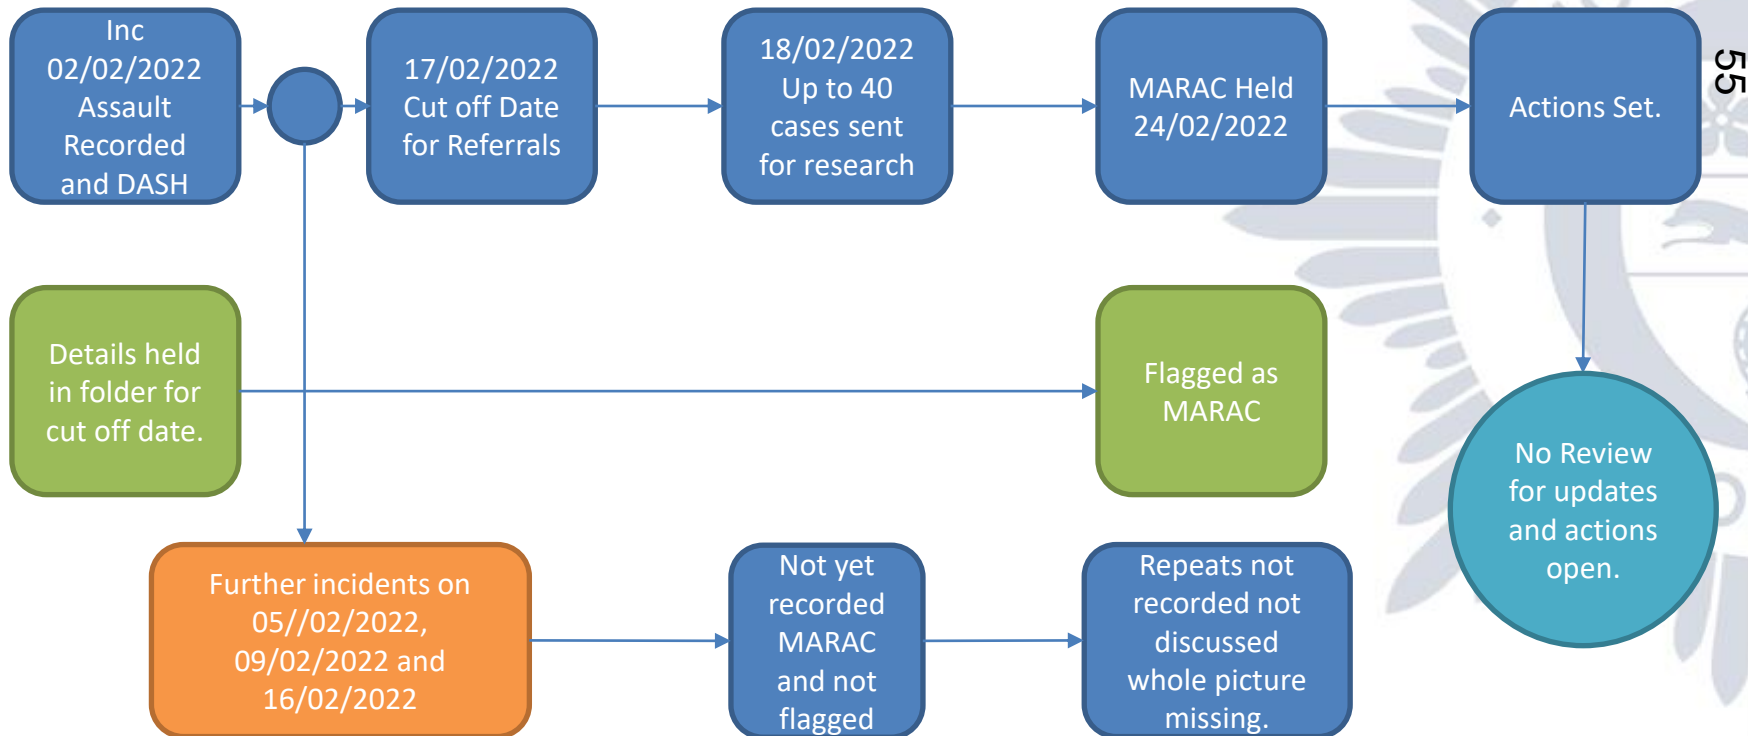 Inc
02/02/2022
Assault
Recorded
and DASH
17/02/2022
Cut off Date
for Referrals
18/02/2022
Up to 40
cases sent
for research
MARAC Held
24/02/2022
Actions Set.
55
Details held
in folder for
cut off date.
Flagged as
MARAC
No Review
for updates
and actions
open.
Further incidents on
05//02/2022,
09/02/2022 and
16/02/2022
Not yet
recorded
MARAC
and not
flagged
Repeats not
recorded not
discussed
whole picture
missing.